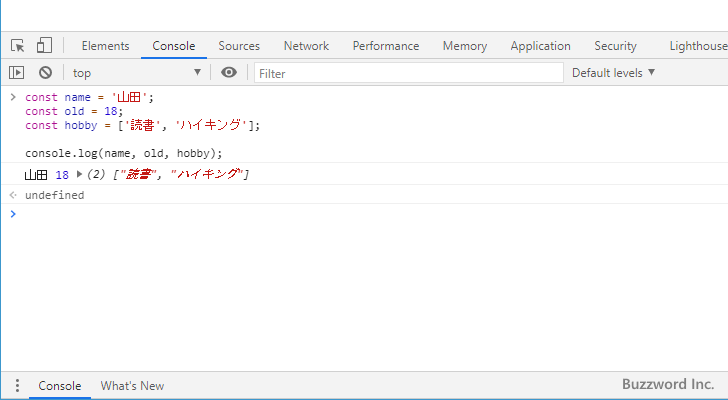 Elements Console Sources Network Performance Memory Application Security Lighthouse
top Filter Default levels
const name = '山田';
const old = 18;
const hobby = ['読書', 'ハイキング'];
console.log(name, old, hobby);
山田 18 (2) ["読書", "ハイキング"]
undefined
Console What's New
Buzzword Inc.